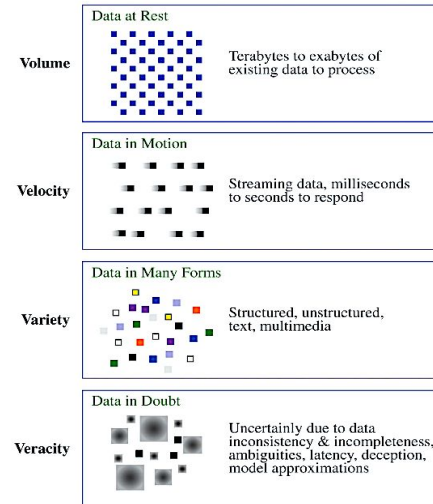 Data at Rest
Volume
Terabytes to exabytes of
existing data to process
Data in Motion
Velocity
Streaming data, milliseconds
to seconds to respond
Data in Many Forms
Variety
Structured, unstructured,
text, multimedia
Data in Doubt
Veracity
Uncertainly due to data
inconsistency & incompleteness,
ambiguities, latency, deception,
model approximations